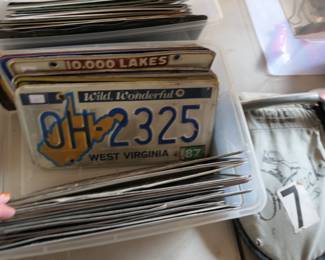 10,000 LAKES
Wild, Wonderful
OH 2325
87
WEST VIRGINIA
7